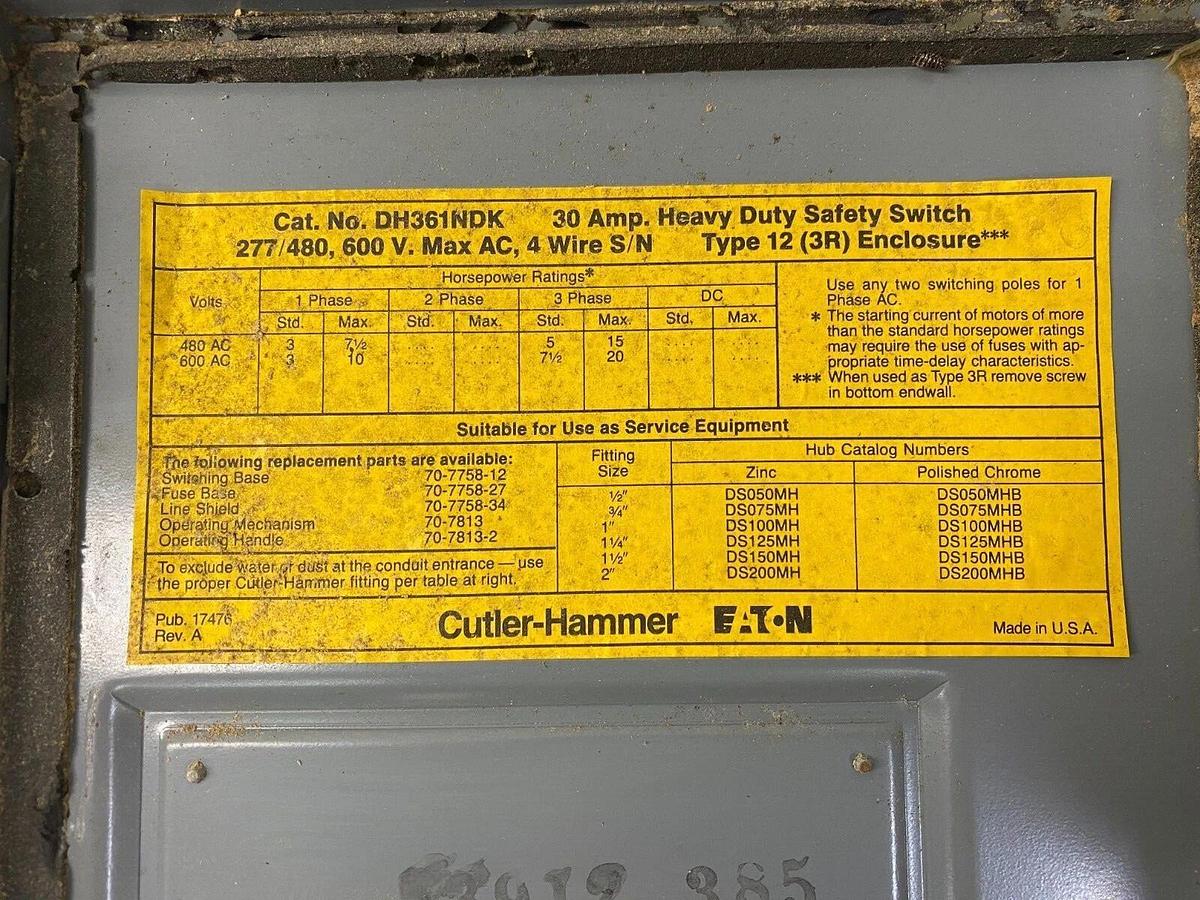 Cat. No. DH361NDK 30 Amp. Heavy Duty Safety Switch
277/480, 600 V. Max AC, 4 Wire S/N Type 12 (3R) Enclosure***
Horsepower Ratings*
Volts 1 Phase 2 Phase 3 Phase DC
Std. Max. Std. Max. Std. Max. Std. Max.
480 AC 3 7½ ..... ..... 5 15 ..... .....
600 AC 3 10 ..... ..... 7½ 20 ..... .....
Use any two switching poles for 1
Phase AC.
* The starting current of motors of more
than the standard horsepower ratings
may require the use of fuses with ap-
propriate time-delay characteristics.
*** When used as Type 3R remove screw
in bottom endwall.
Suitable for Use as Service Equipment
The following replacement parts are available:
Switching Base 70-7758-12
Fuse Base 70-7758-27
Line Shield 70-7758-34
Operating Mechanism 70-7813
Operating Handle 70-7813-2
To exclude water or dust at the conduit entrance — use
the proper Cutler-Hammer fitting per table at right.
Fitting Size Hub Catalog Numbers
Zinc Polished Chrome
½" DS050MH DS050MHB
¾" DS075MH DS075MHB
1" DS100MH DS100MHB
1¼" DS125MH DS125MHB
1½" DS150MH DS150MHB
2" DS200MH DS200MHB
Pub. 17476
Rev. A
Cutler-Hammer EATON
Made in U.S.A.
385